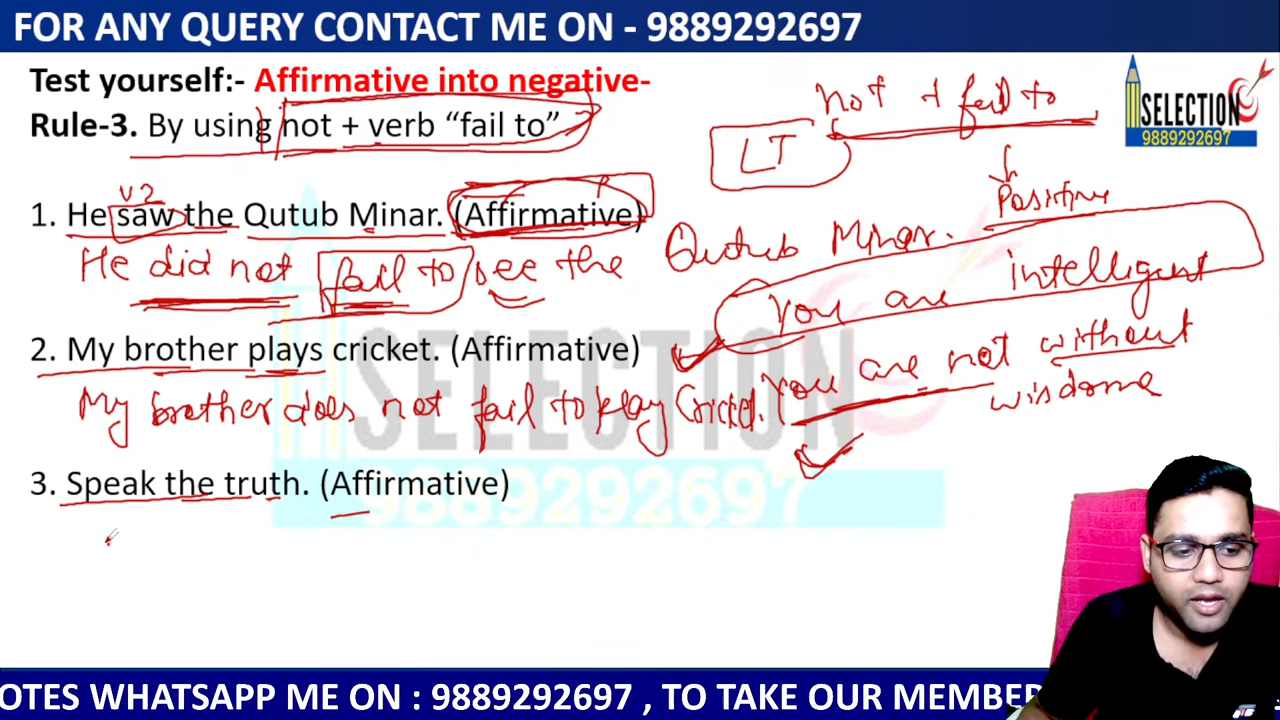 FOR ANY QUERY CONTACT ME ON - 9889292697
Test yourself:- Affirmative into negative-
not + fail to
SELECTION
9889292697
Rule-3. By using not + verb “fail to”
LT
Positive
V2
1. He saw the Qutub Minar. (Affirmative)
He did not fail to see the Qutub Minar.
You are intelligent
2. My brother plays cricket. (Affirmative)
You are not without
wisdome
My brother does not fail to play Cricket.
SELECTION
9889292697
3. Speak the truth. (Affirmative)
OTES WHATSAPP ME ON : 9889292697 , TO TAKE OUR MEMBER